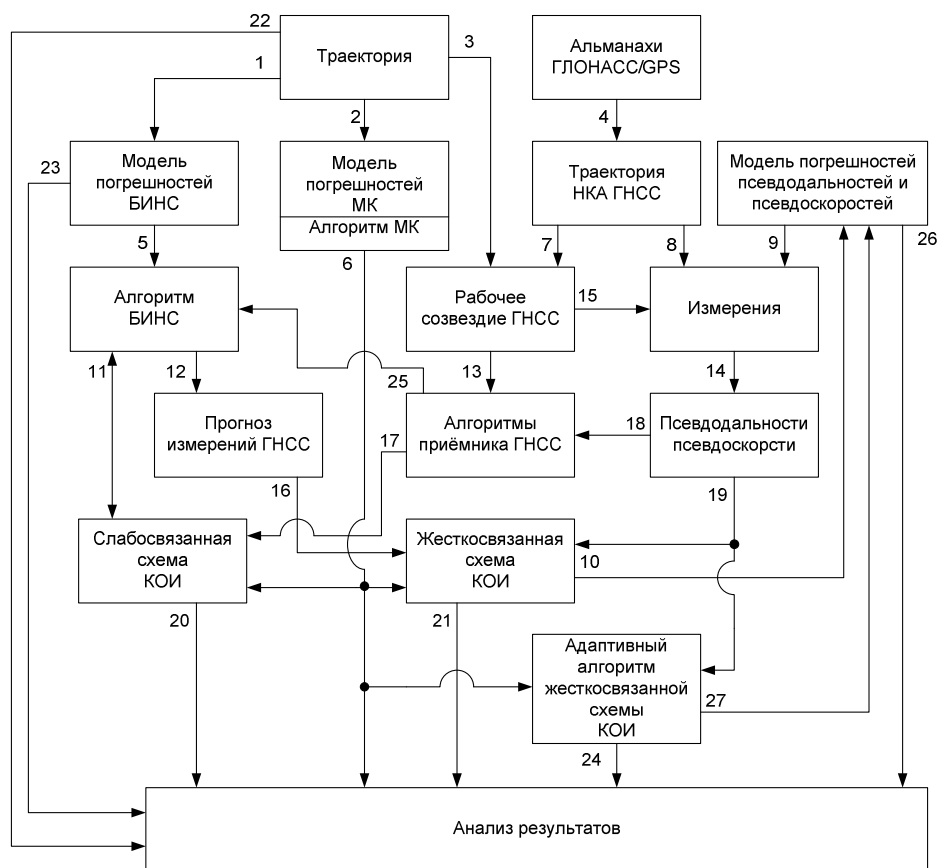 22
Траектория
3
Альманахи
ГЛОНАСС/GPS
1
2
4
23
Модель
погрешностей
БИНС
Модель
погрешностей
МК
Алгоритм МК
Траектория
НКА ГНСС
Модель погрешностей
псевдодальностей и
псевдоскоростей
5
6
7
8
9
26
Алгоритм
БИНС
Рабочее
созвездие ГНСС
15
Измерения
11
12
25
13
14
Прогноз
измерений ГНСС
17
Алгоритмы
приёмника ГНСС
18
Псевдодальности
псевдоскорсти
16
19
Слабосвязанная
схема
КОИ
Жесткосвязанная
схема
КОИ
10
20
21
Адаптивный
алгоритм
жесткосвязанной
схемы
КОИ
27
24
Анализ результатов